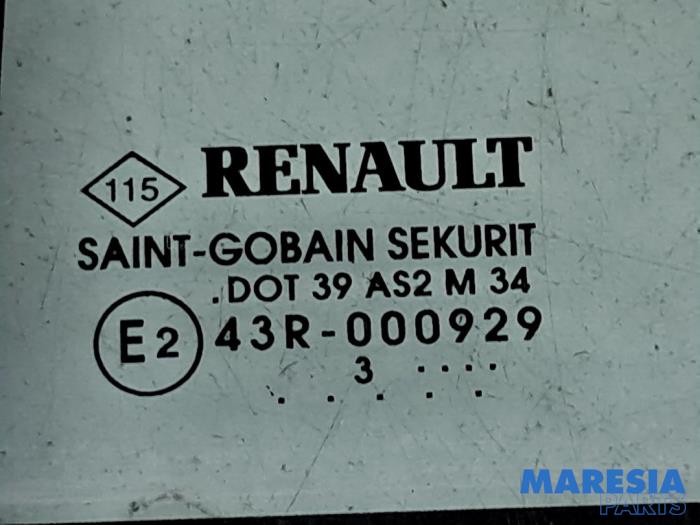 115 RENAULT
SAINT-GOBAIN SEKURIT
.DOT 39 AS2 M 34
E2 43R-000929
. . 3 . ....
. . . . .
MARESIA
PARTS